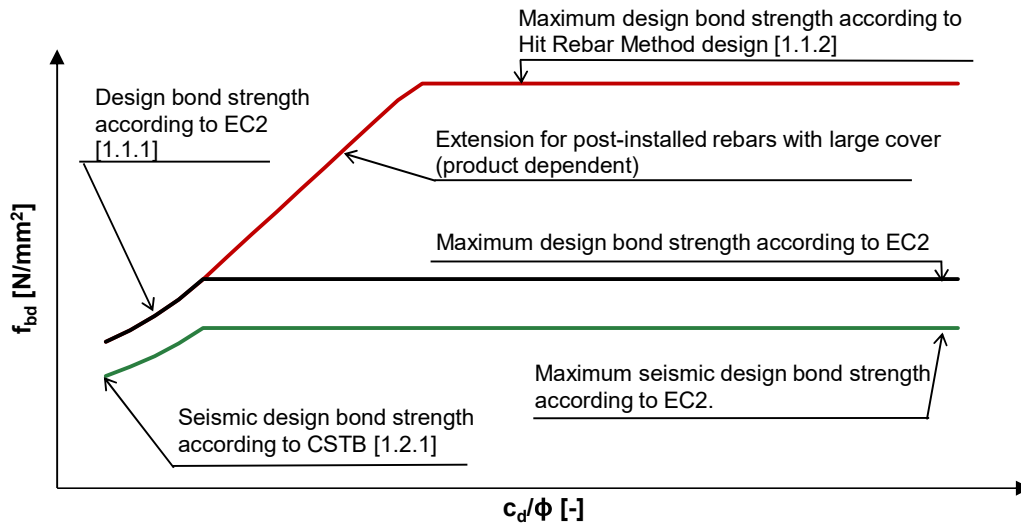 Maximum design bond strength according to
Hit Rebar Method design [1.1.2]
Design bond strength
according to EC2
[1.1.1]
Extension for post-installed rebars with large cover
(product dependent)
Maximum design bond strength according to EC2
f_bd [N/mm²]
Maximum seismic design bond strength
according to EC2.
Seismic design bond strength
according to CSTB [1.2.1]
c_d/ϕ [-]